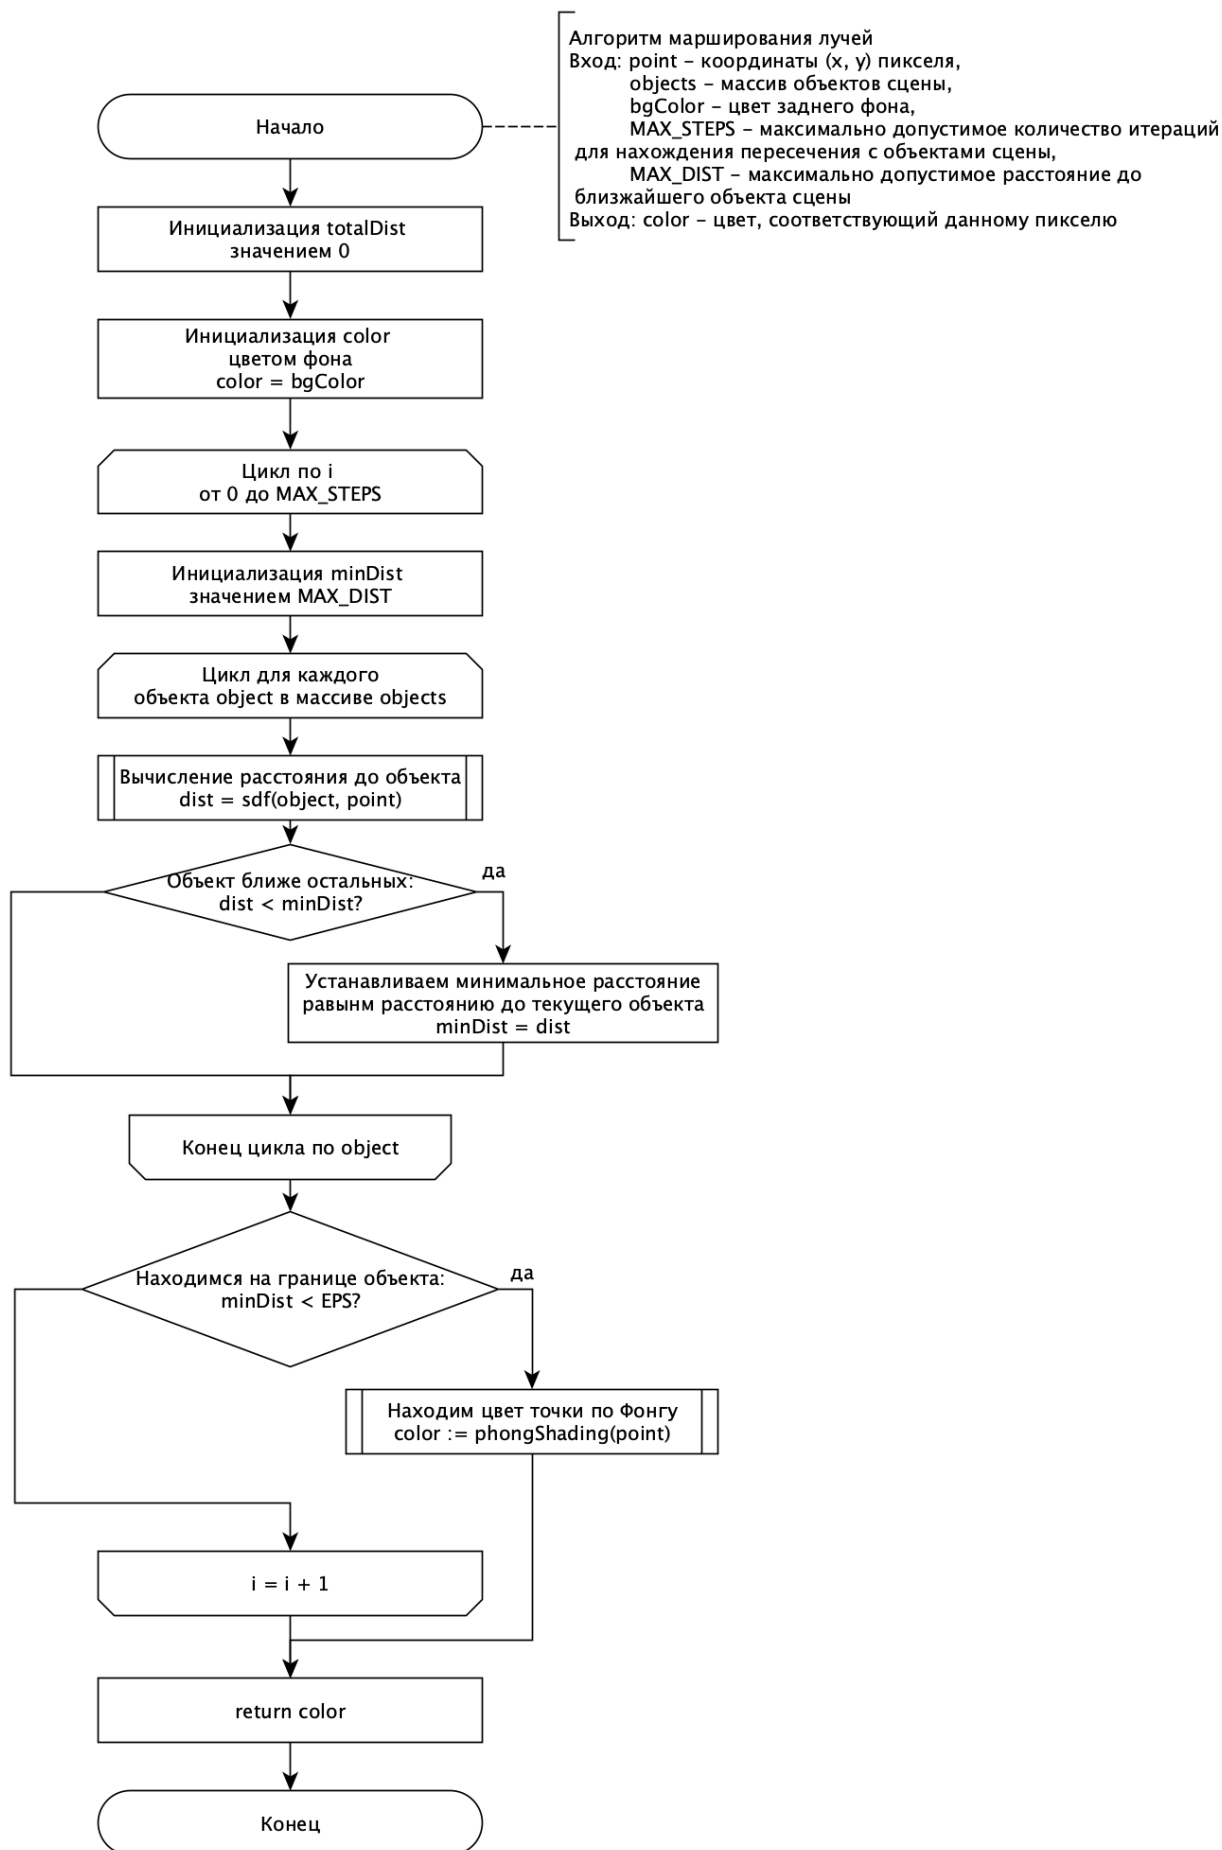 Алгоритм марширования лучей
Вход: point – координаты (x, y) пикселя,
objects – массив объектов сцены,
bgColor – цвет заднего фона,
MAX_STEPS – максимально допустимое количество итераций
для нахождения пересечения с объектами сцены,
MAX_DIST – максимально допустимое расстояние до
близжайшего объекта сцены
Выход: color – цвет, соответствующий данному пикселю
Начало
Инициализация totalDist
значением 0
Инициализация color
цветом фона
color = bgColor
Цикл по i
от 0 до MAX_STEPS
Инициализация minDist
значением MAX_DIST
Цикл для каждого
объекта object в массиве objects
Вычисление расстояния до объекта
dist = sdf(object, point)
Объект ближе остальных:
dist < minDist?
да
Устанавливаем минимальное расстояние
равынм расстоянию до текущего объекта
minDist = dist
Конец цикла по object
Находимся на границе объекта:
minDist < EPS?
да
Находим цвет точки по Фонгу
color := phongShading(point)
i = i + 1
return color
Конец